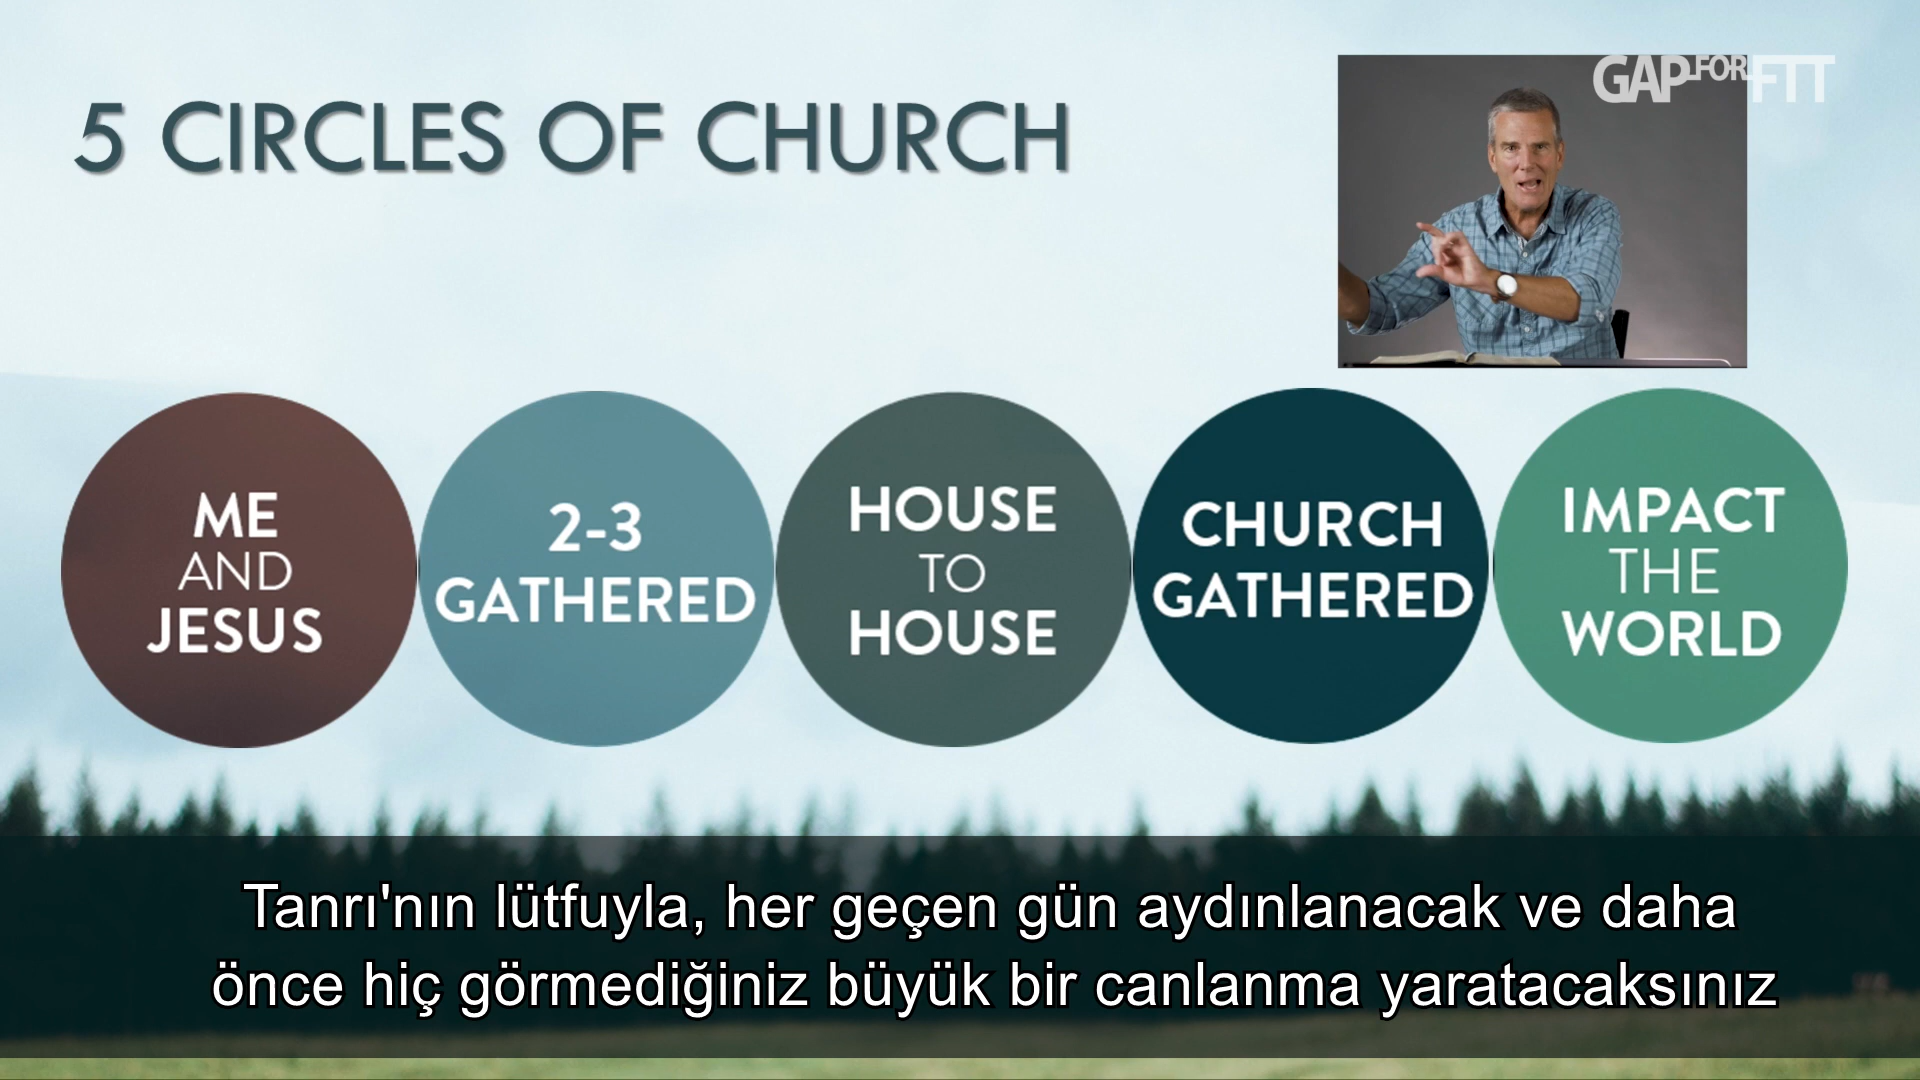 5 CIRCLES OF CHURCH
GAP FOR FTT
ME
AND
JESUS
2-3
GATHERED
HOUSE
TO
HOUSE
CHURCH
GATHERED
IMPACT
THE
WORLD
Tanrı'nın lütfuyla, her geçen gün aydınlanacak ve daha
önce hiç görmediğiniz büyük bir canlanma yaratacaksınız